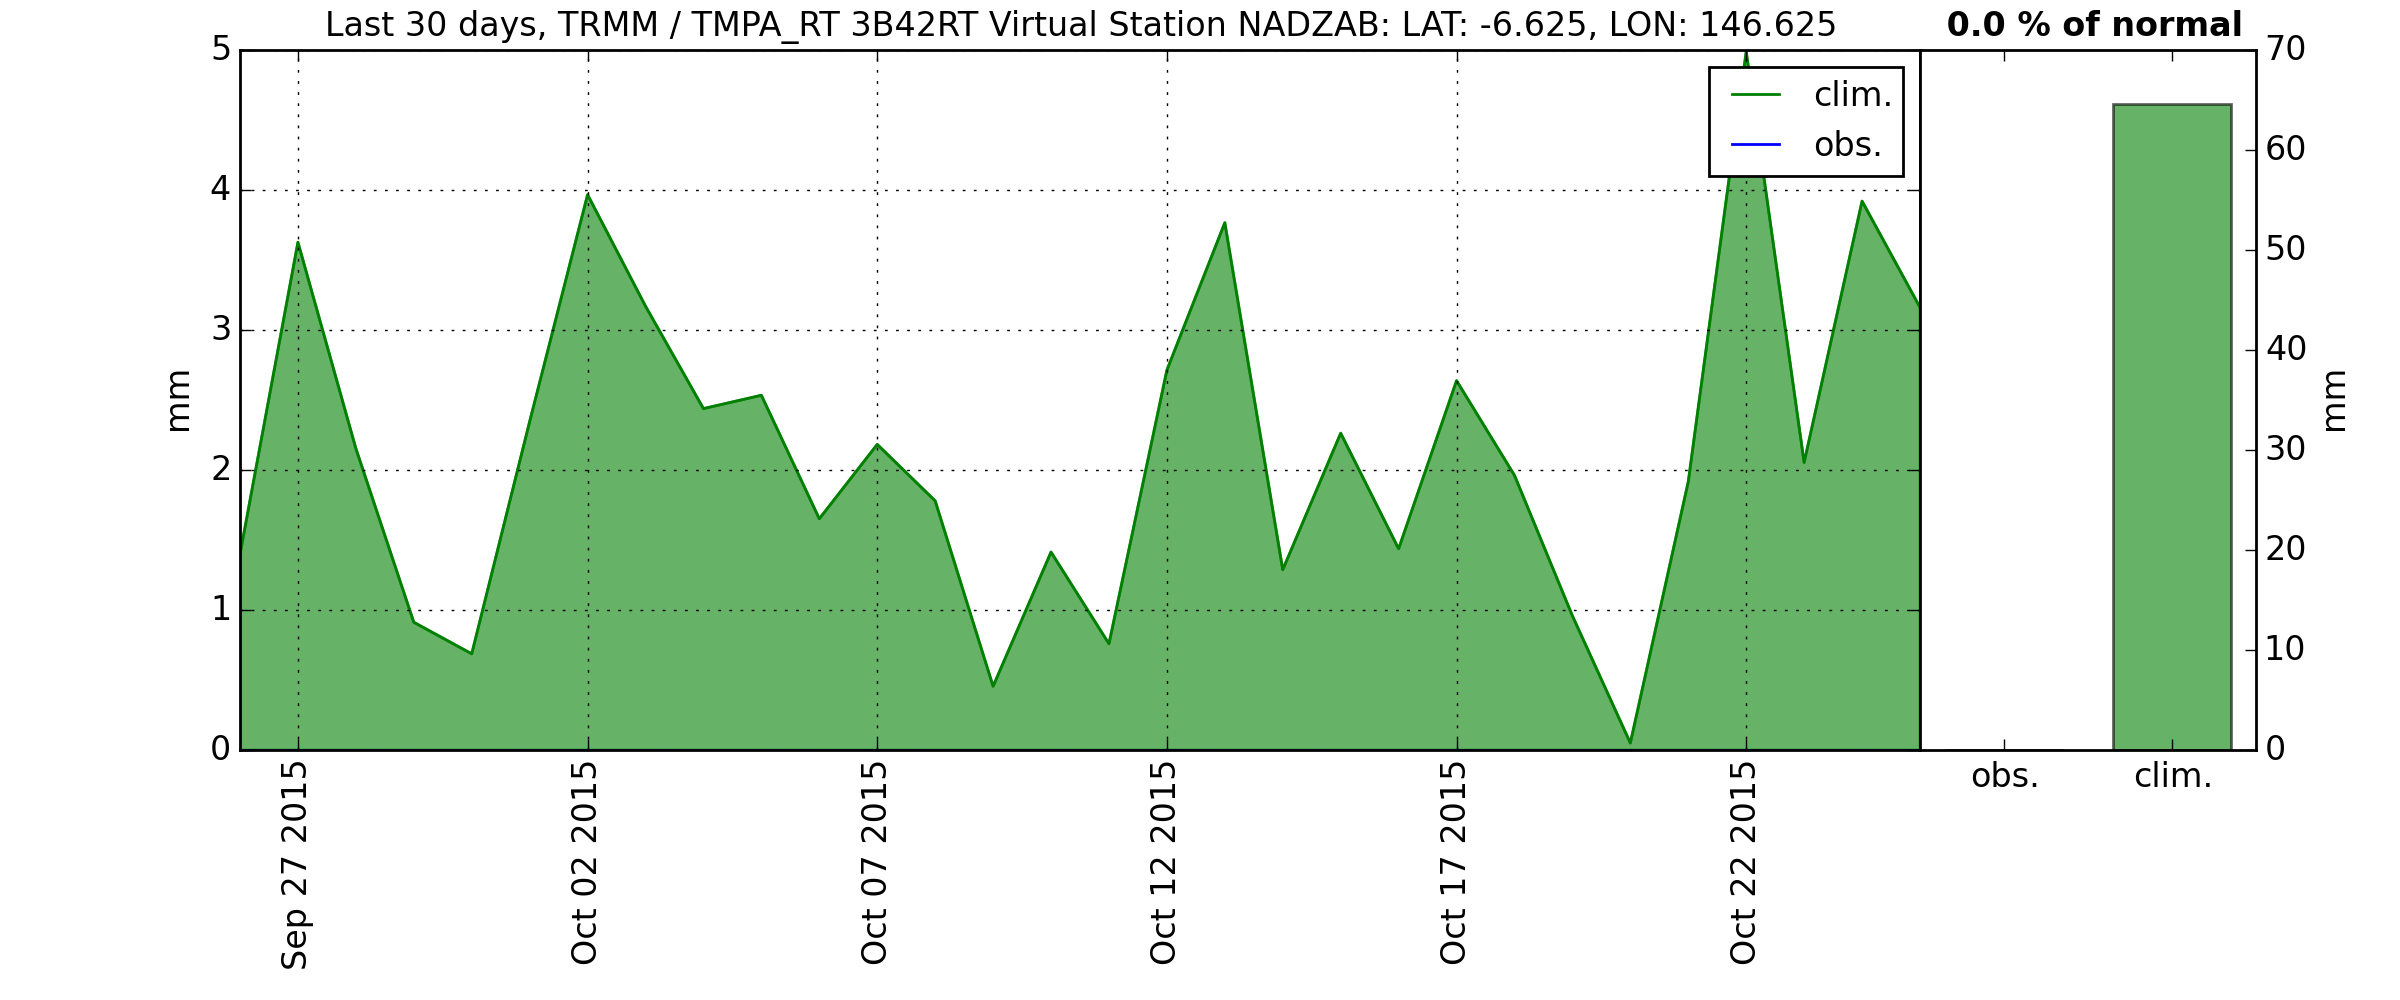 Last 30 days, TRMM / TMPA_RT 3B42RT Virtual Station NADZAB: LAT: -6.625, LON: 146.625
0.0 % of normal
5
4
3
2
1
0
mm
clim.
obs.
70
60
50
40
30
20
10
0
mm
Sep 27 2015
Oct 02 2015
Oct 07 2015
Oct 12 2015
Oct 17 2015
Oct 22 2015
obs.
clim.